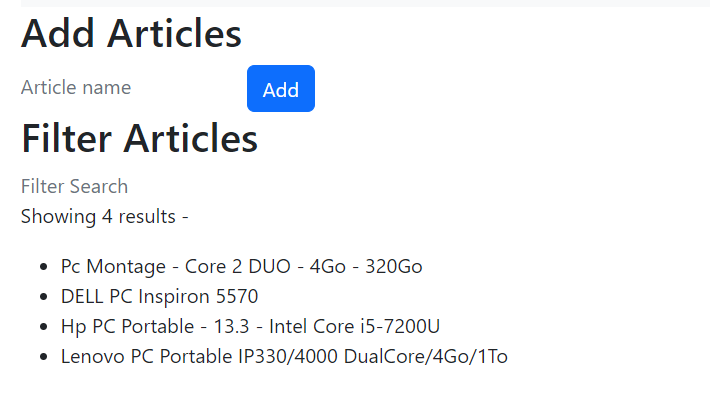 Add Articles
Article name
Add
Filter Articles
Filter Search
Showing 4 results -
Pc Montage - Core 2 DUO - 4Go - 320Go
DELL PC Inspiron 5570
Hp PC Portable - 13.3 - Intel Core i5-7200U
Lenovo PC Portable IP330/4000 DualCore/4Go/1To